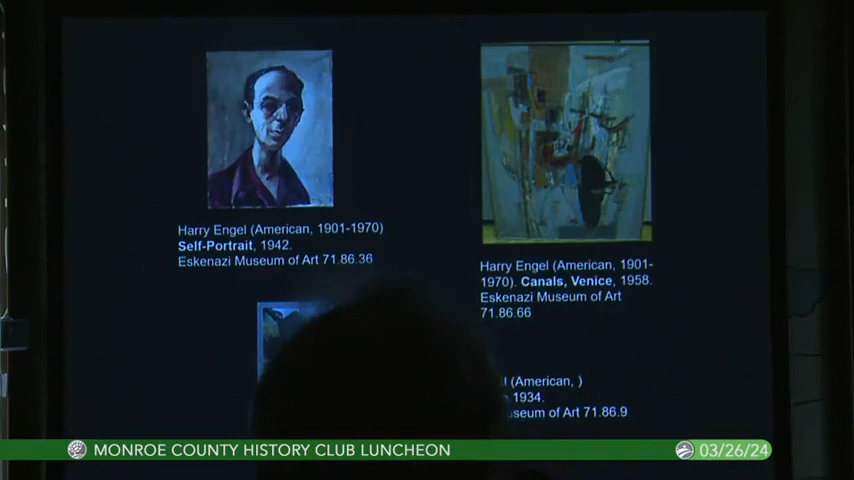 Harry Engel (American, 1901-1970)
Self-Portrait, 1942.
Eskenazi Museum of Art 71.86.36
Harry Engel (American, 1901-
1970). Canals, Venice, 1958.
Eskenazi Museum of Art
71.86.66
(American, )
1934.
of Art 71.86.9
MONROE COUNTY HISTORY CLUB LUNCHEON
03/26/24